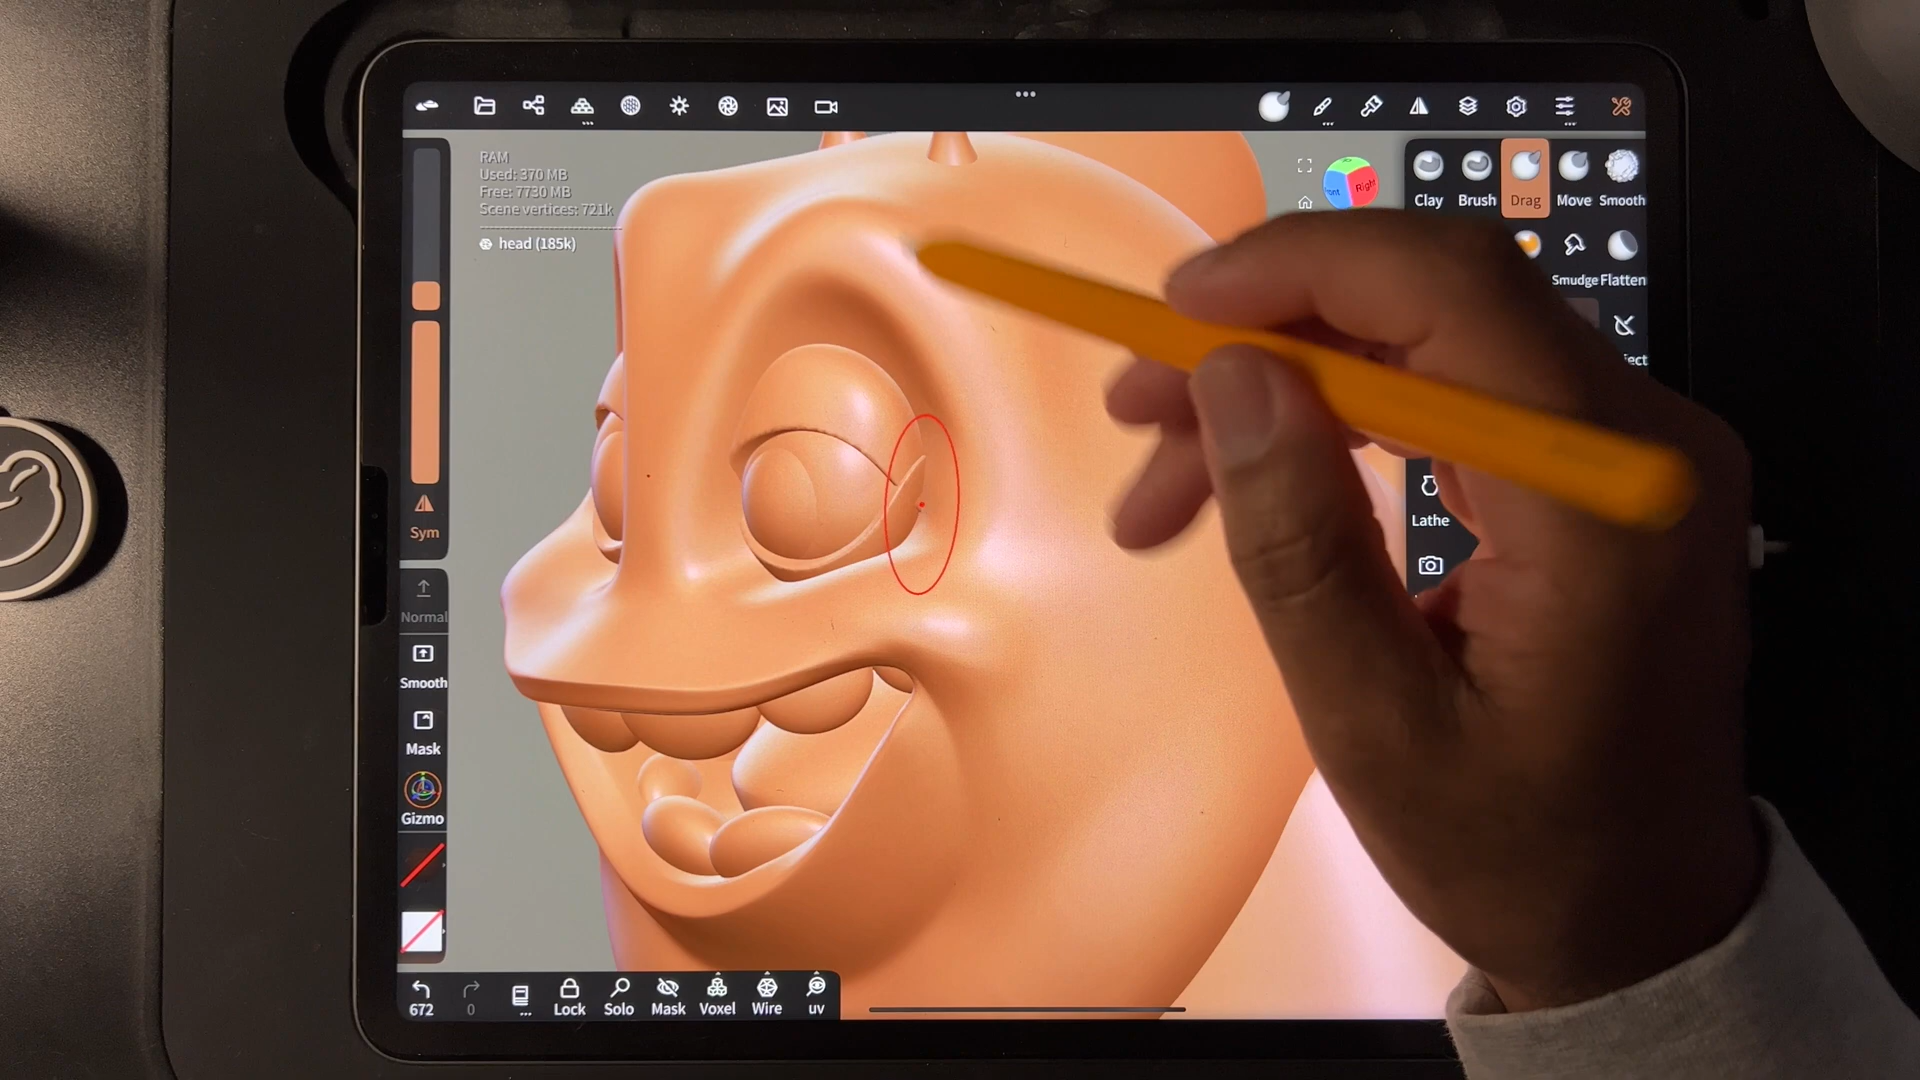 RAM
Used: 370 MB
Free: 7730 MB
Scene vertices: 721k
head (185k)
Right
Clay
Brush
Drag
Move
Smooth
Smudge
Flatten
Lathe
Sym
Normal
Smooth
Mask
Gizmo
672
0
...
Lock
Solo
Mask
Voxel
Wire
uv